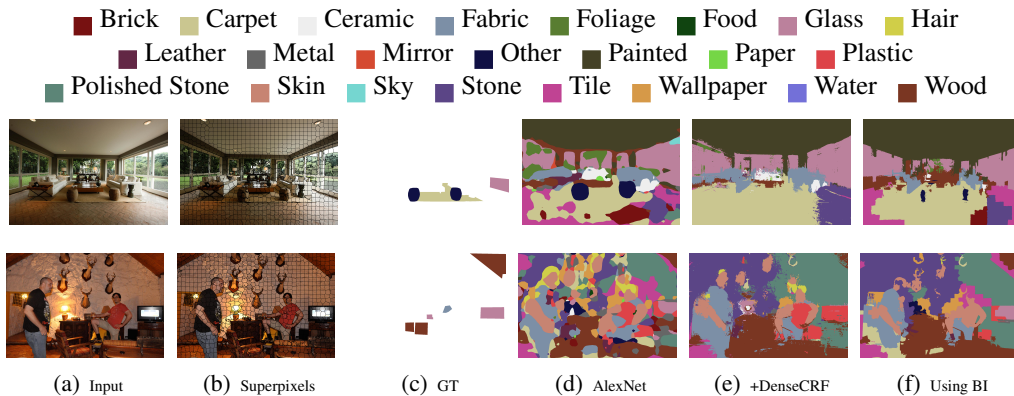 Brick Carpet Ceramic Fabric Foliage Food Glass Hair
Leather Metal Mirror Other Painted Paper Plastic
Polished Stone Skin Sky Stone Tile Wallpaper Water Wood
(a) Input (b) Superpixels (c) GT (d) AlexNet (e) +DenseCRF (f) Using BI